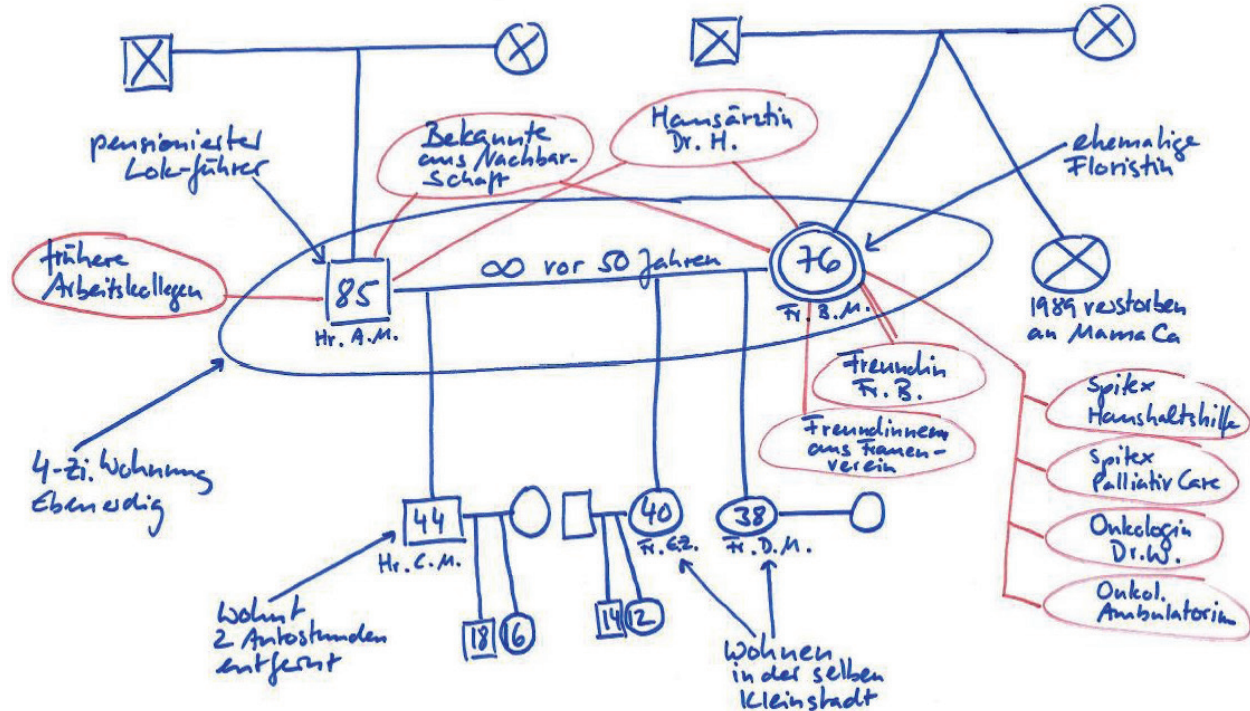 pensionierter
Lok-führer
Bekannte
aus Nachbar-
schaft
Hausärztin
Dr. H.
ehemalige
Floristin
frühere
Arbeitskollegen
85
Hr. A.M.
∞ vor 50 Jahren
76
Fr. B.M.
1989 verstorben
an Mama Ca
Freundin
Fr. B.
Freundinnen
aus Frauen-
verein
Spitex
Haushaltshilfe
Spitex
Palliativ Care
Onkologin
Dr. W.
Onkol.
Ambulatorium
4-Zi. Wohnung
Ebenerdig
44
Hr. C.M.
40
Fr. E.Z.
38
Fr. D.M.
18
16
14
12
Wohnt
2 Autostunden
entfernt
Wohnen
in der selben
Kleinstadt